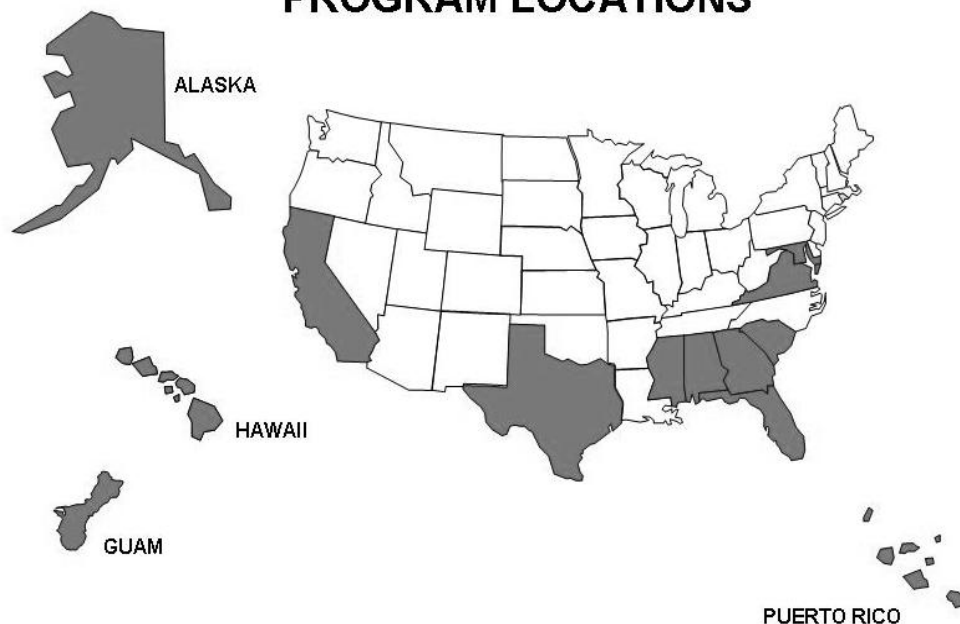 PROGRAM LOCATIONS
ALASKA
HAWAII
GUAM
PUERTO RICO